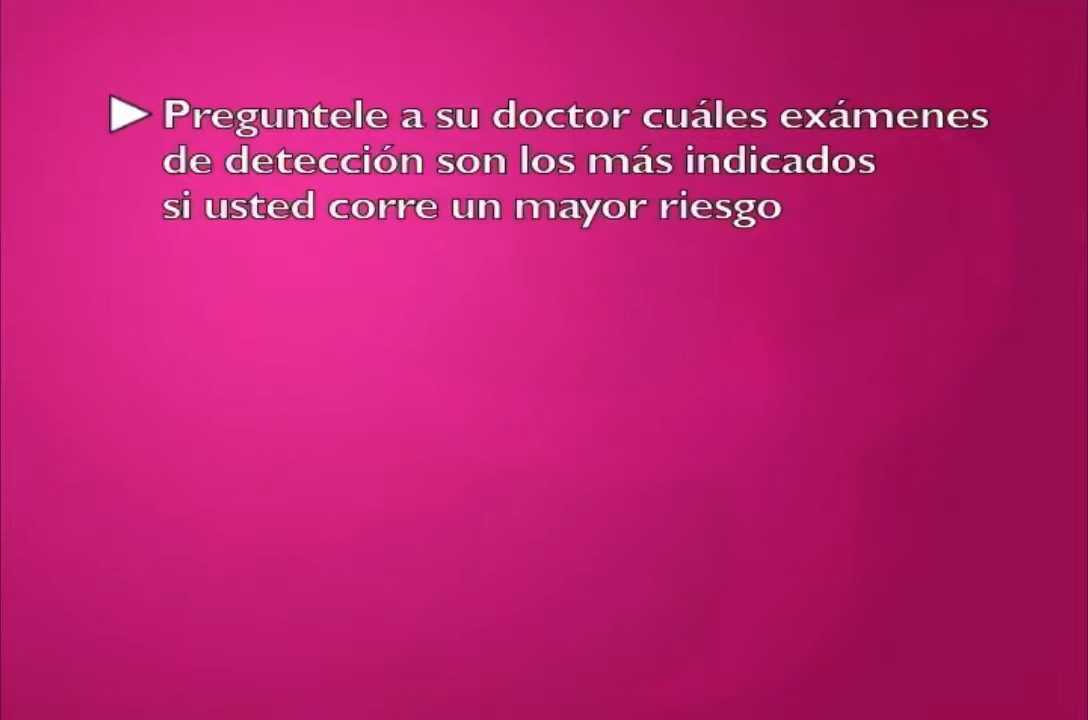 Preguntele a su doctor cuáles exámenes
de detección son los más indicados
si usted corre un mayor riesgo